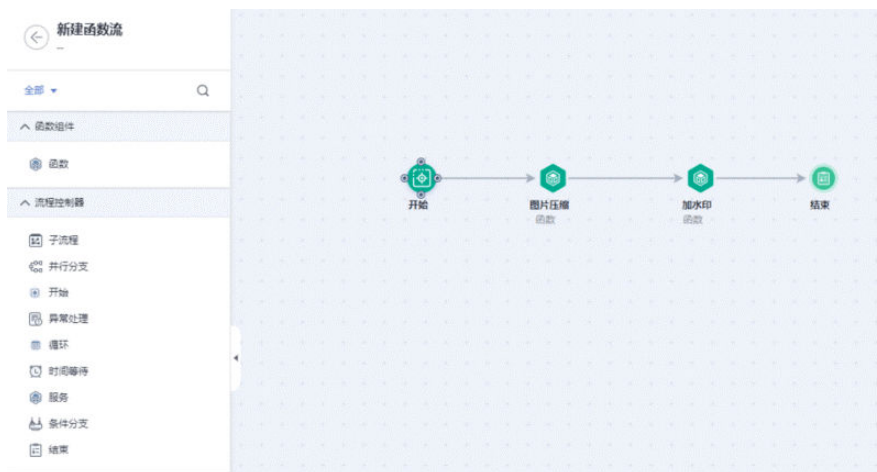 新建函数流
–
全部
函数组件
函数
流程控制器
子流程
并行分支
开始
异常处理
循环
时间等待
服务
条件分支
结束
开始
图片压缩
函数
加水印
函数
结束